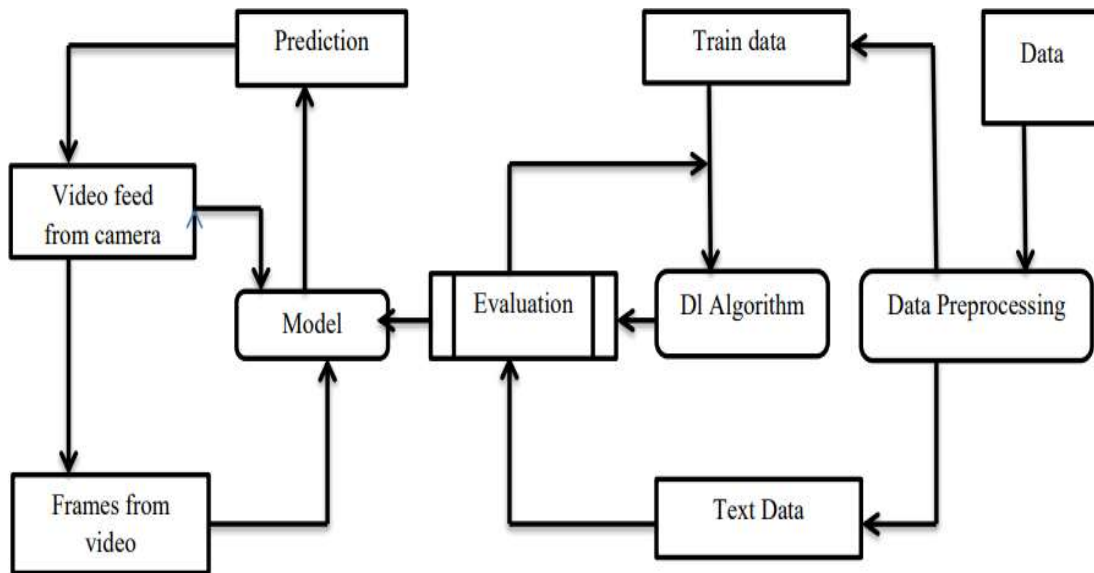 Prediction
Train data
Data
Video feed
from camera
Model
Evaluation
Dl Algorithm
Data Preprocessing
Frames from
video
Text Data